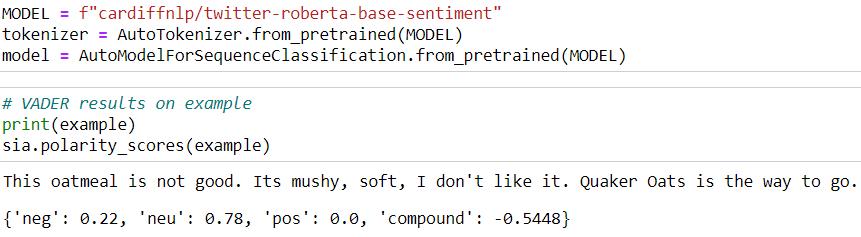 MODEL = f"cardiffnlp/twitter-roberta-base-sentiment"
tokenizer = AutoTokenizer.from_pretrained(MODEL)
model = AutoModelForSequenceClassification.from_pretrained(MODEL)
# VADER results on example
print(example)
sia.polarity_scores(example)
This oatmeal is not good. Its mushy, soft, I don't like it. Quaker Oats is the way to go.
{'neg': 0.22, 'neu': 0.78, 'pos': 0.0, 'compound': -0.5448}